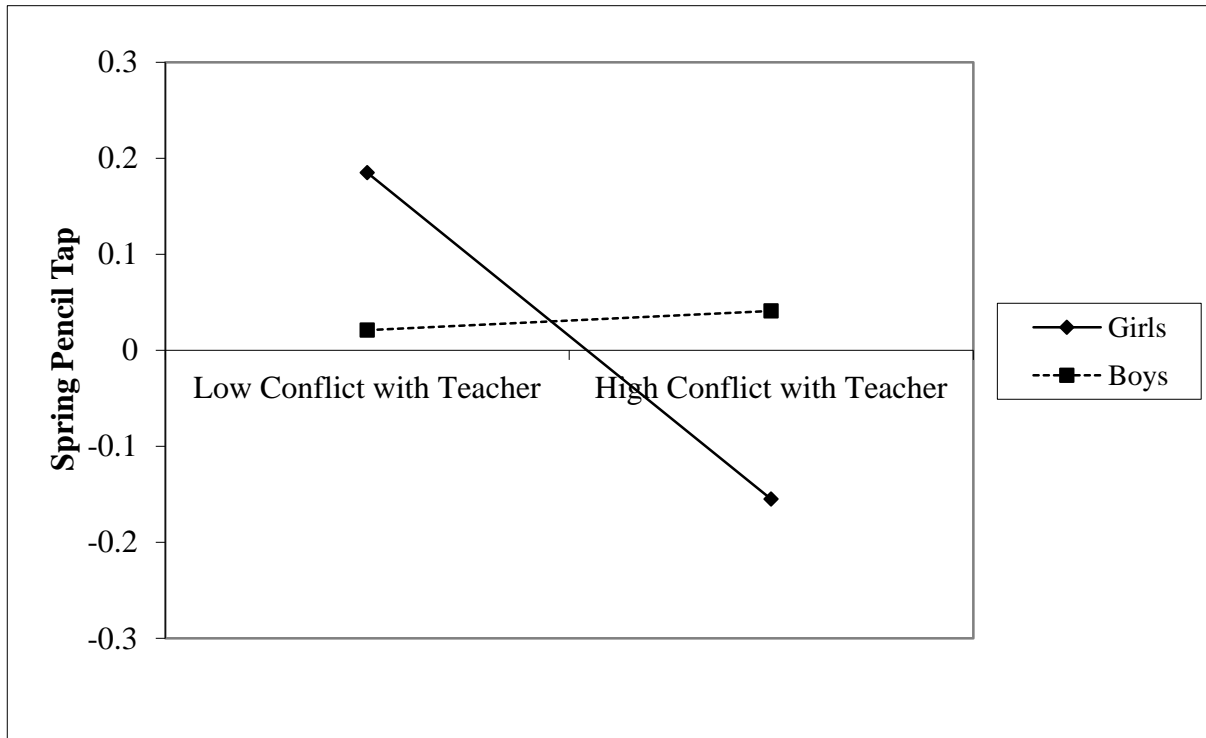 0.3
0.2
0.1
0
-0.1
-0.2
-0.3
Spring Pencil Tap
Low Conflict with Teacher
High Conflict with Teacher
Girls
Boys